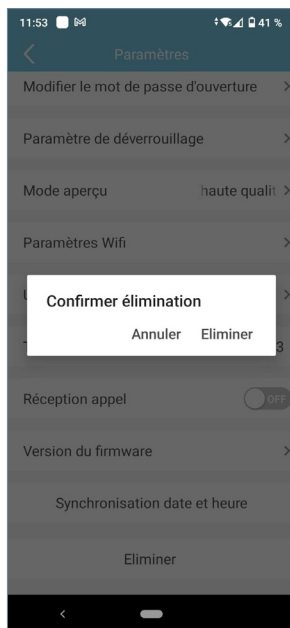 11:53 41 %
Paramètres
Modifier le mot de passe d'ouverture
Paramètre de déverrouillage
Mode aperçu haute qualit
Paramètres Wifi
Confirmer élimination
Annuler Eliminer
3
Réception appel OFF
Version du firmware
Synchronisation date et heure
Eliminer